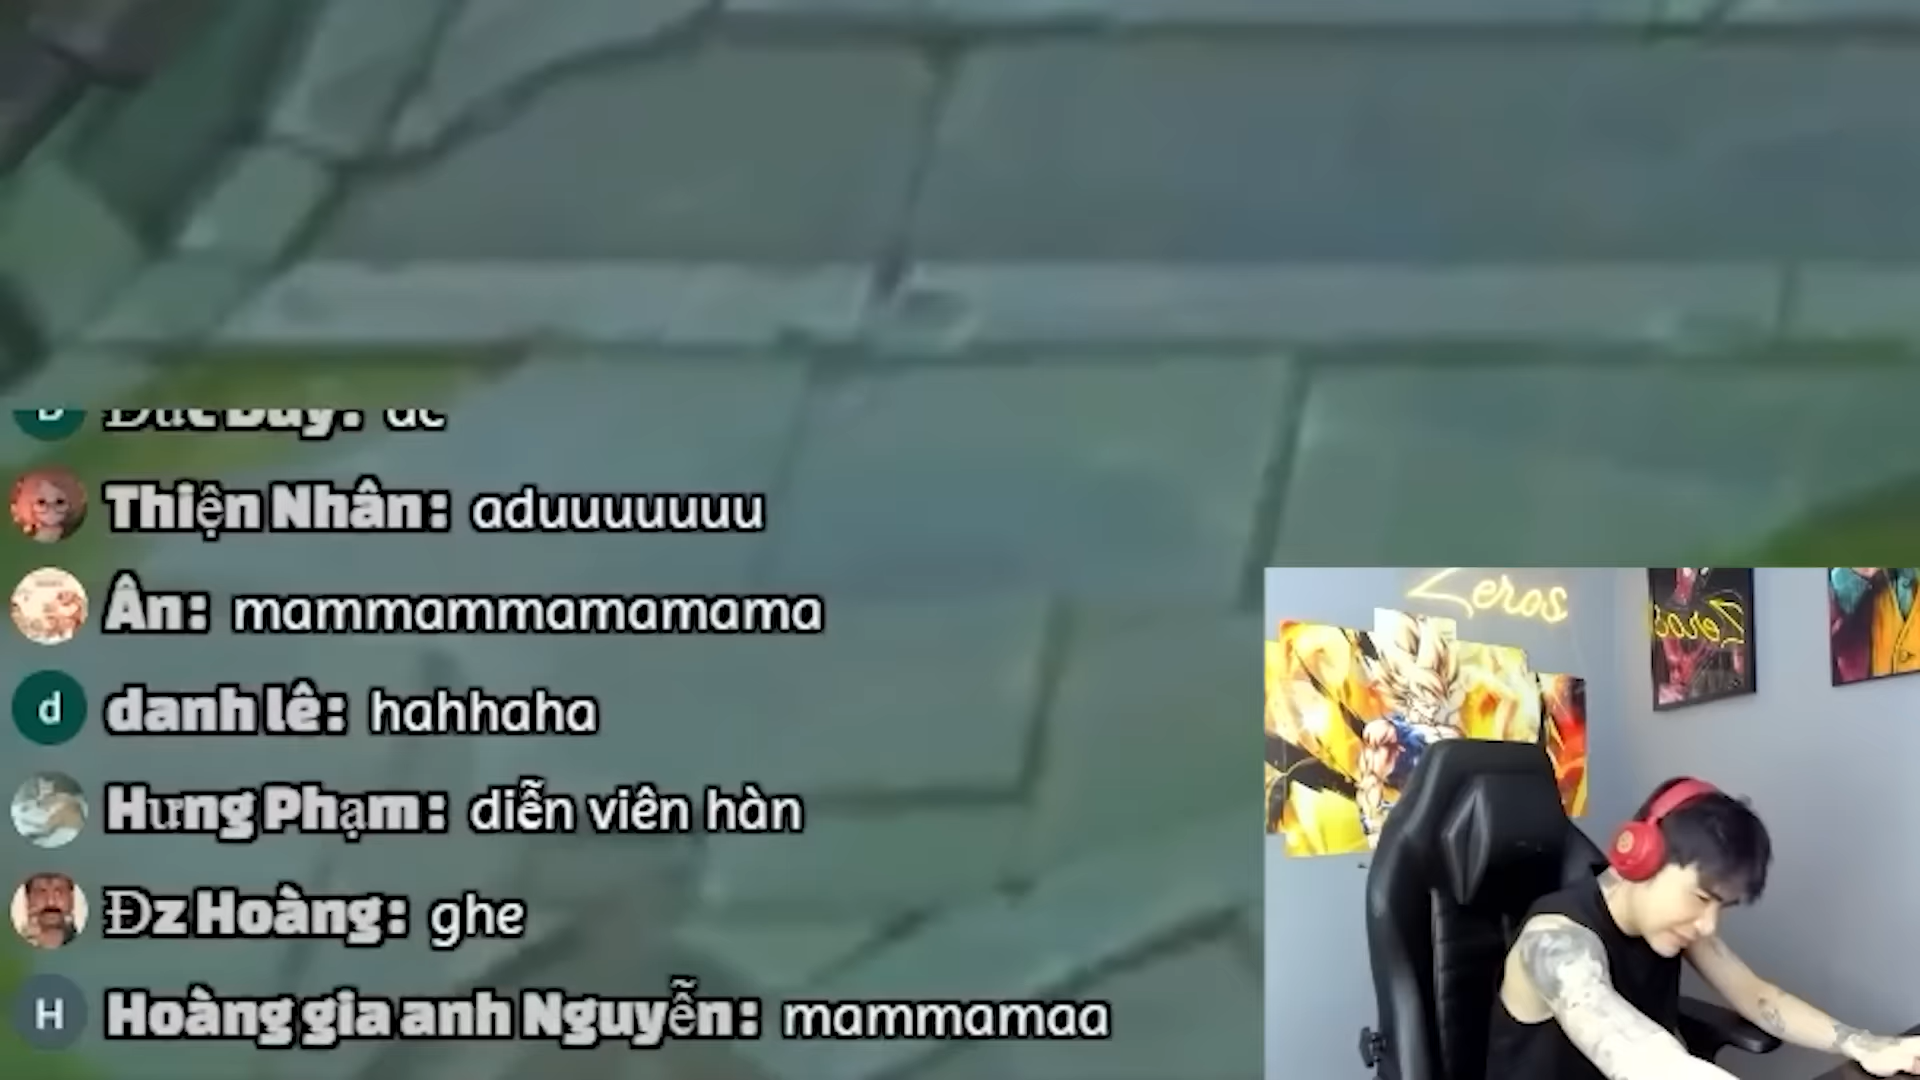 Thiện Nhân: aduuuuuuu
Ân: mammammamamama
d
danh lê: hahhaha
Hưng Phạm: diễn viên hàn
Đz Hoàng: ghe
H
Hoàng gia anh Nguyễn: mammamaa
Zeros
Zeros